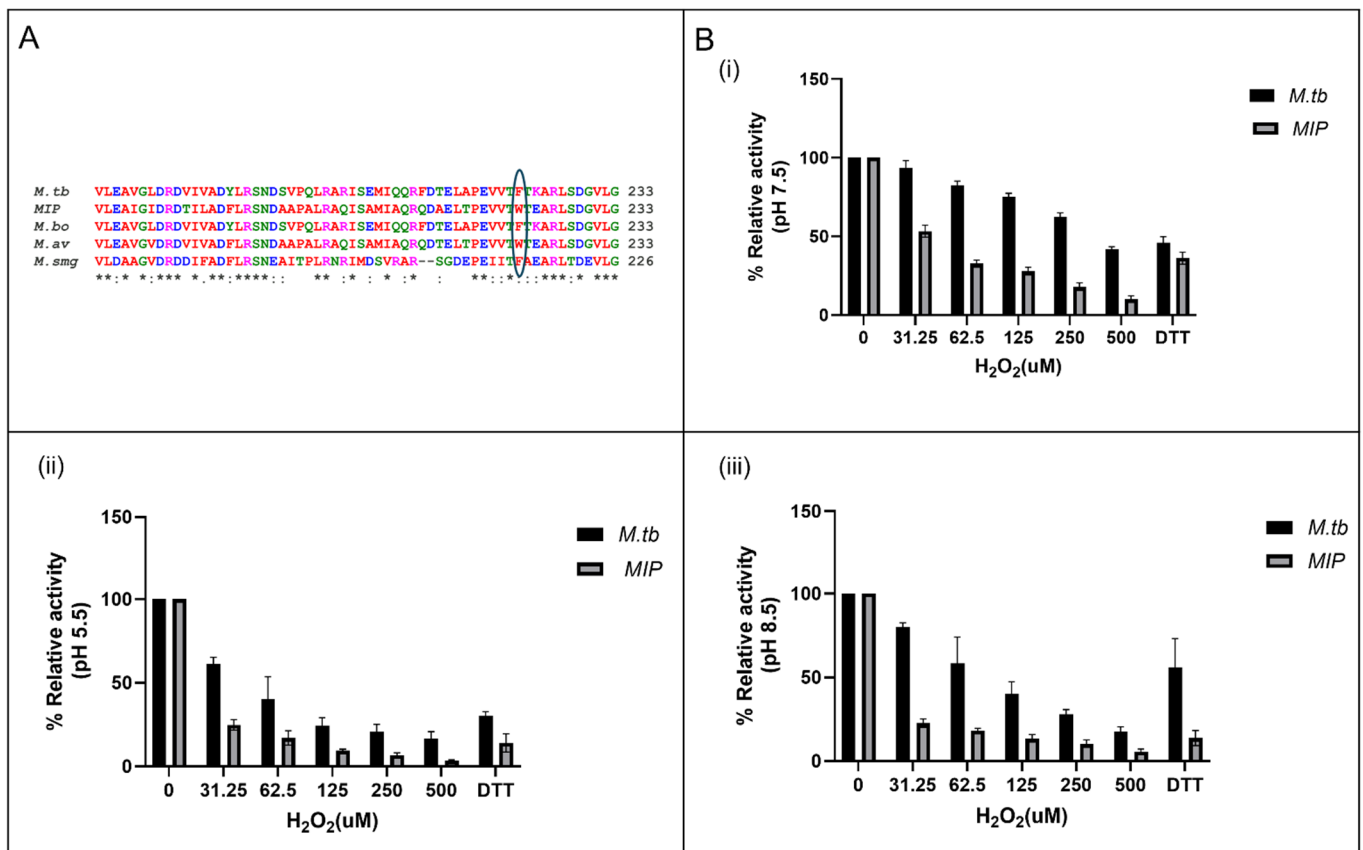 A
M.tb VLEAVGLDRDVIVADYLRSNDSVPQLRARISEMIQQRFDTELAPEVVTFTKARLSDGVLG 233
MIP VLEAIGIDRDTILADFLRSNDAAPALRAQISAMIAQRQDAELTPEVVTWTEARLSDGVLG 233
M.bo VLEAVGLDRDVIVADYLRSNDSVPQLRARISEMIQQRFDTELAPEVVTFTKARLSDGVLG 233
M.av VLEAVGVDRDVIVADFLRSNDAAPALRAQISAMIAQRQDTELTPEVVTWTEARLSDGVLG 233
M.smg VLDAAGVDRDDIFADFLRSNEAITPLRNRIMDSVRAR--SGDEPEIITFAEARLTDEVLG 226
**:* *:*** *.**:****:: ** :* : * : **::*::***:* ***
B
(i)
150
100
50
0
% Relative activity
(pH 7.5)
0 31.25 62.5 125 250 500 DTT
H2O2(uM)
M.tb
MIP
(ii)
150
100
50
0
% Relative activity
(pH 5.5)
0 31.25 62.5 125 250 500 DTT
H2O2(uM)
M.tb
MIP
(iii)
150
100
50
0
% Relative activity
(pH 8.5)
0 31.25 62.5 125 250 500 DTT
H2O2(uM)
M.tb
MIP